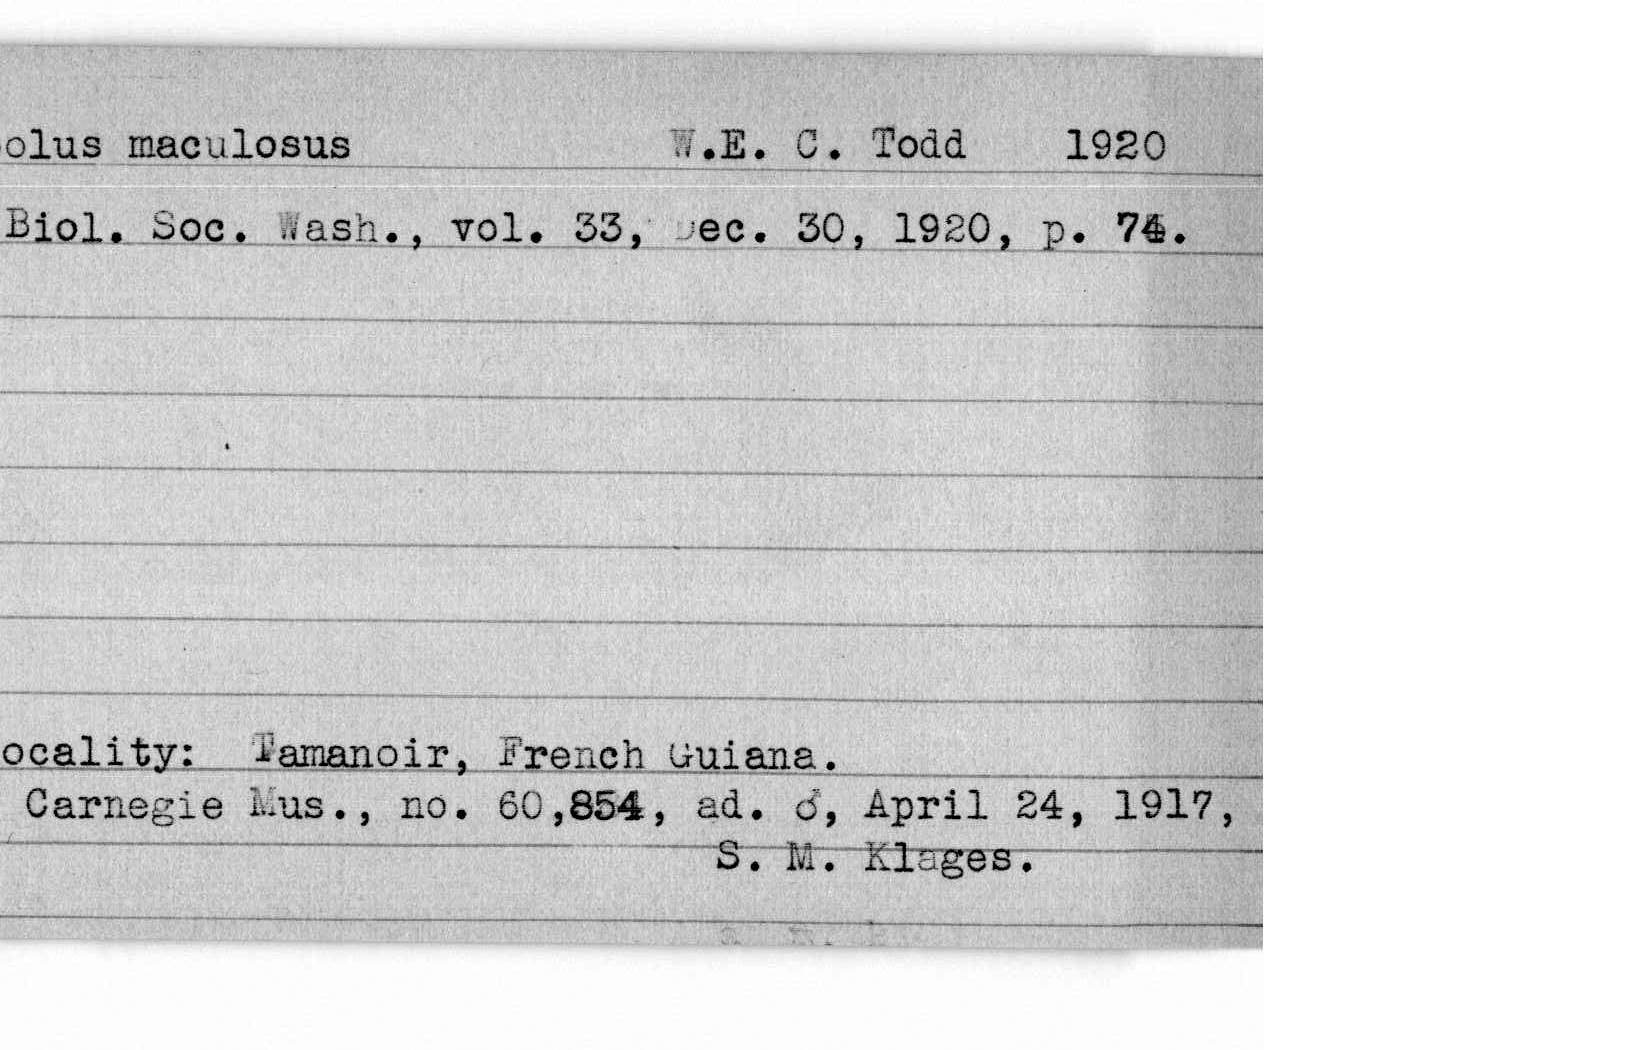 olus maculosus W.E. C. Todd 1920
Biol. Soc. Wash., vol. 33, Dec. 30, 1920, p. 74.
ocality: Tamanoir, French Guiana.
Carnegie Mus., no. 60,854, ad. ♂, April 24, 1917,
S. M. Klages.